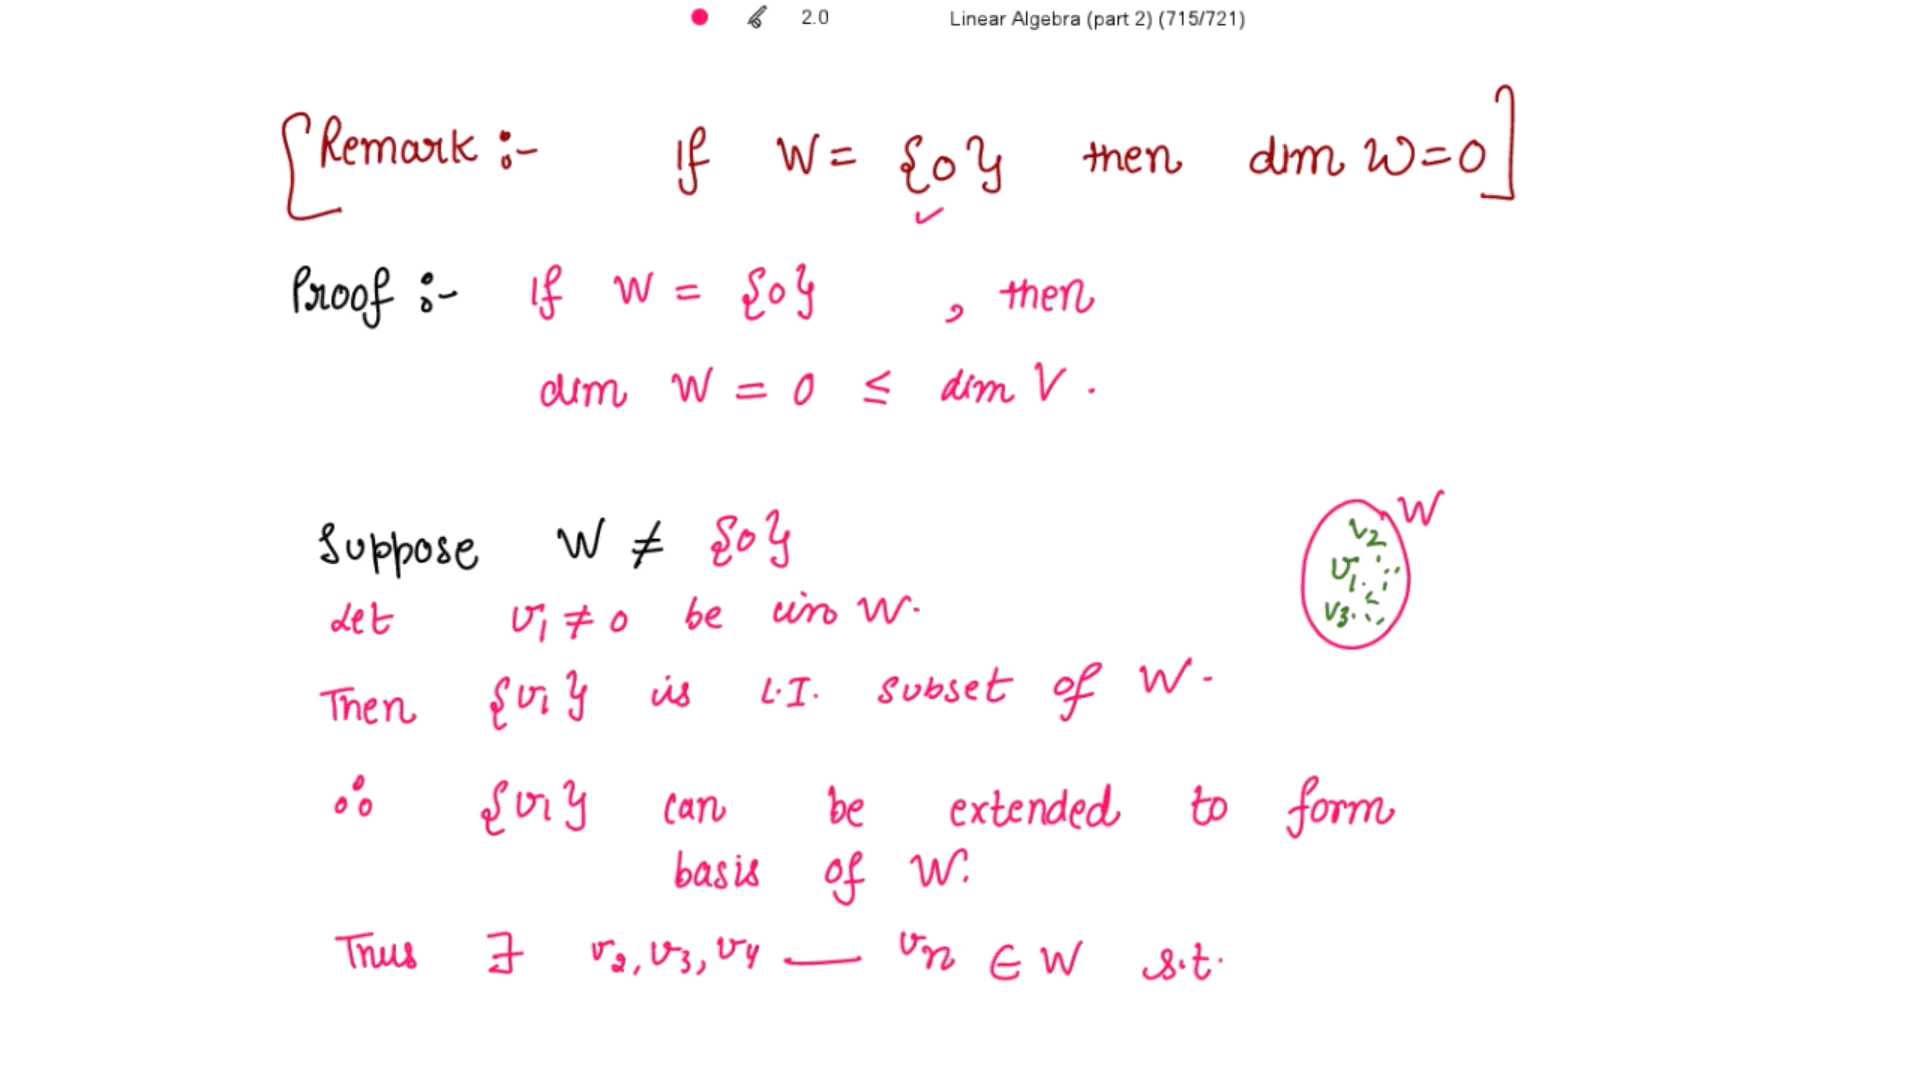 2.0 Linear Algebra (part 2) (715/721)
[Remark :- If W = {0} then dim W = 0]
Proof :- If W = {0} , then
dim W = 0 ≤ dim V.
Suppose W ≠ {0}
W
v2
v1
v3
Let v1 ≠ 0 be in W.
Then {v1} is L.I. subset of W.
∴ {v1} can be extended to form
basis of W.
Thus ∃ v2, v3, v4 — vn ∈ W s.t.